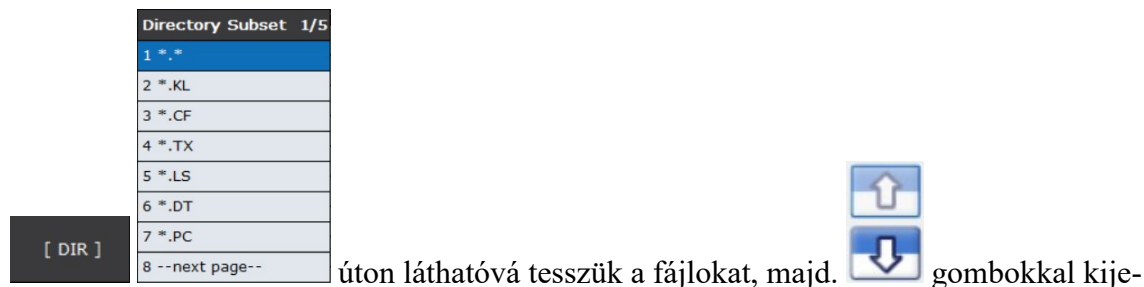 Directory Subset 1/5
1 *.*
2 *.KL
3 *.CF
4 *.TX
5 *.LS
6 *.DT
7 *.PC
8 --next page--
[ DIR ]
úton láthatóvá tesszük a fájlokat, majd. gombokkal kije-